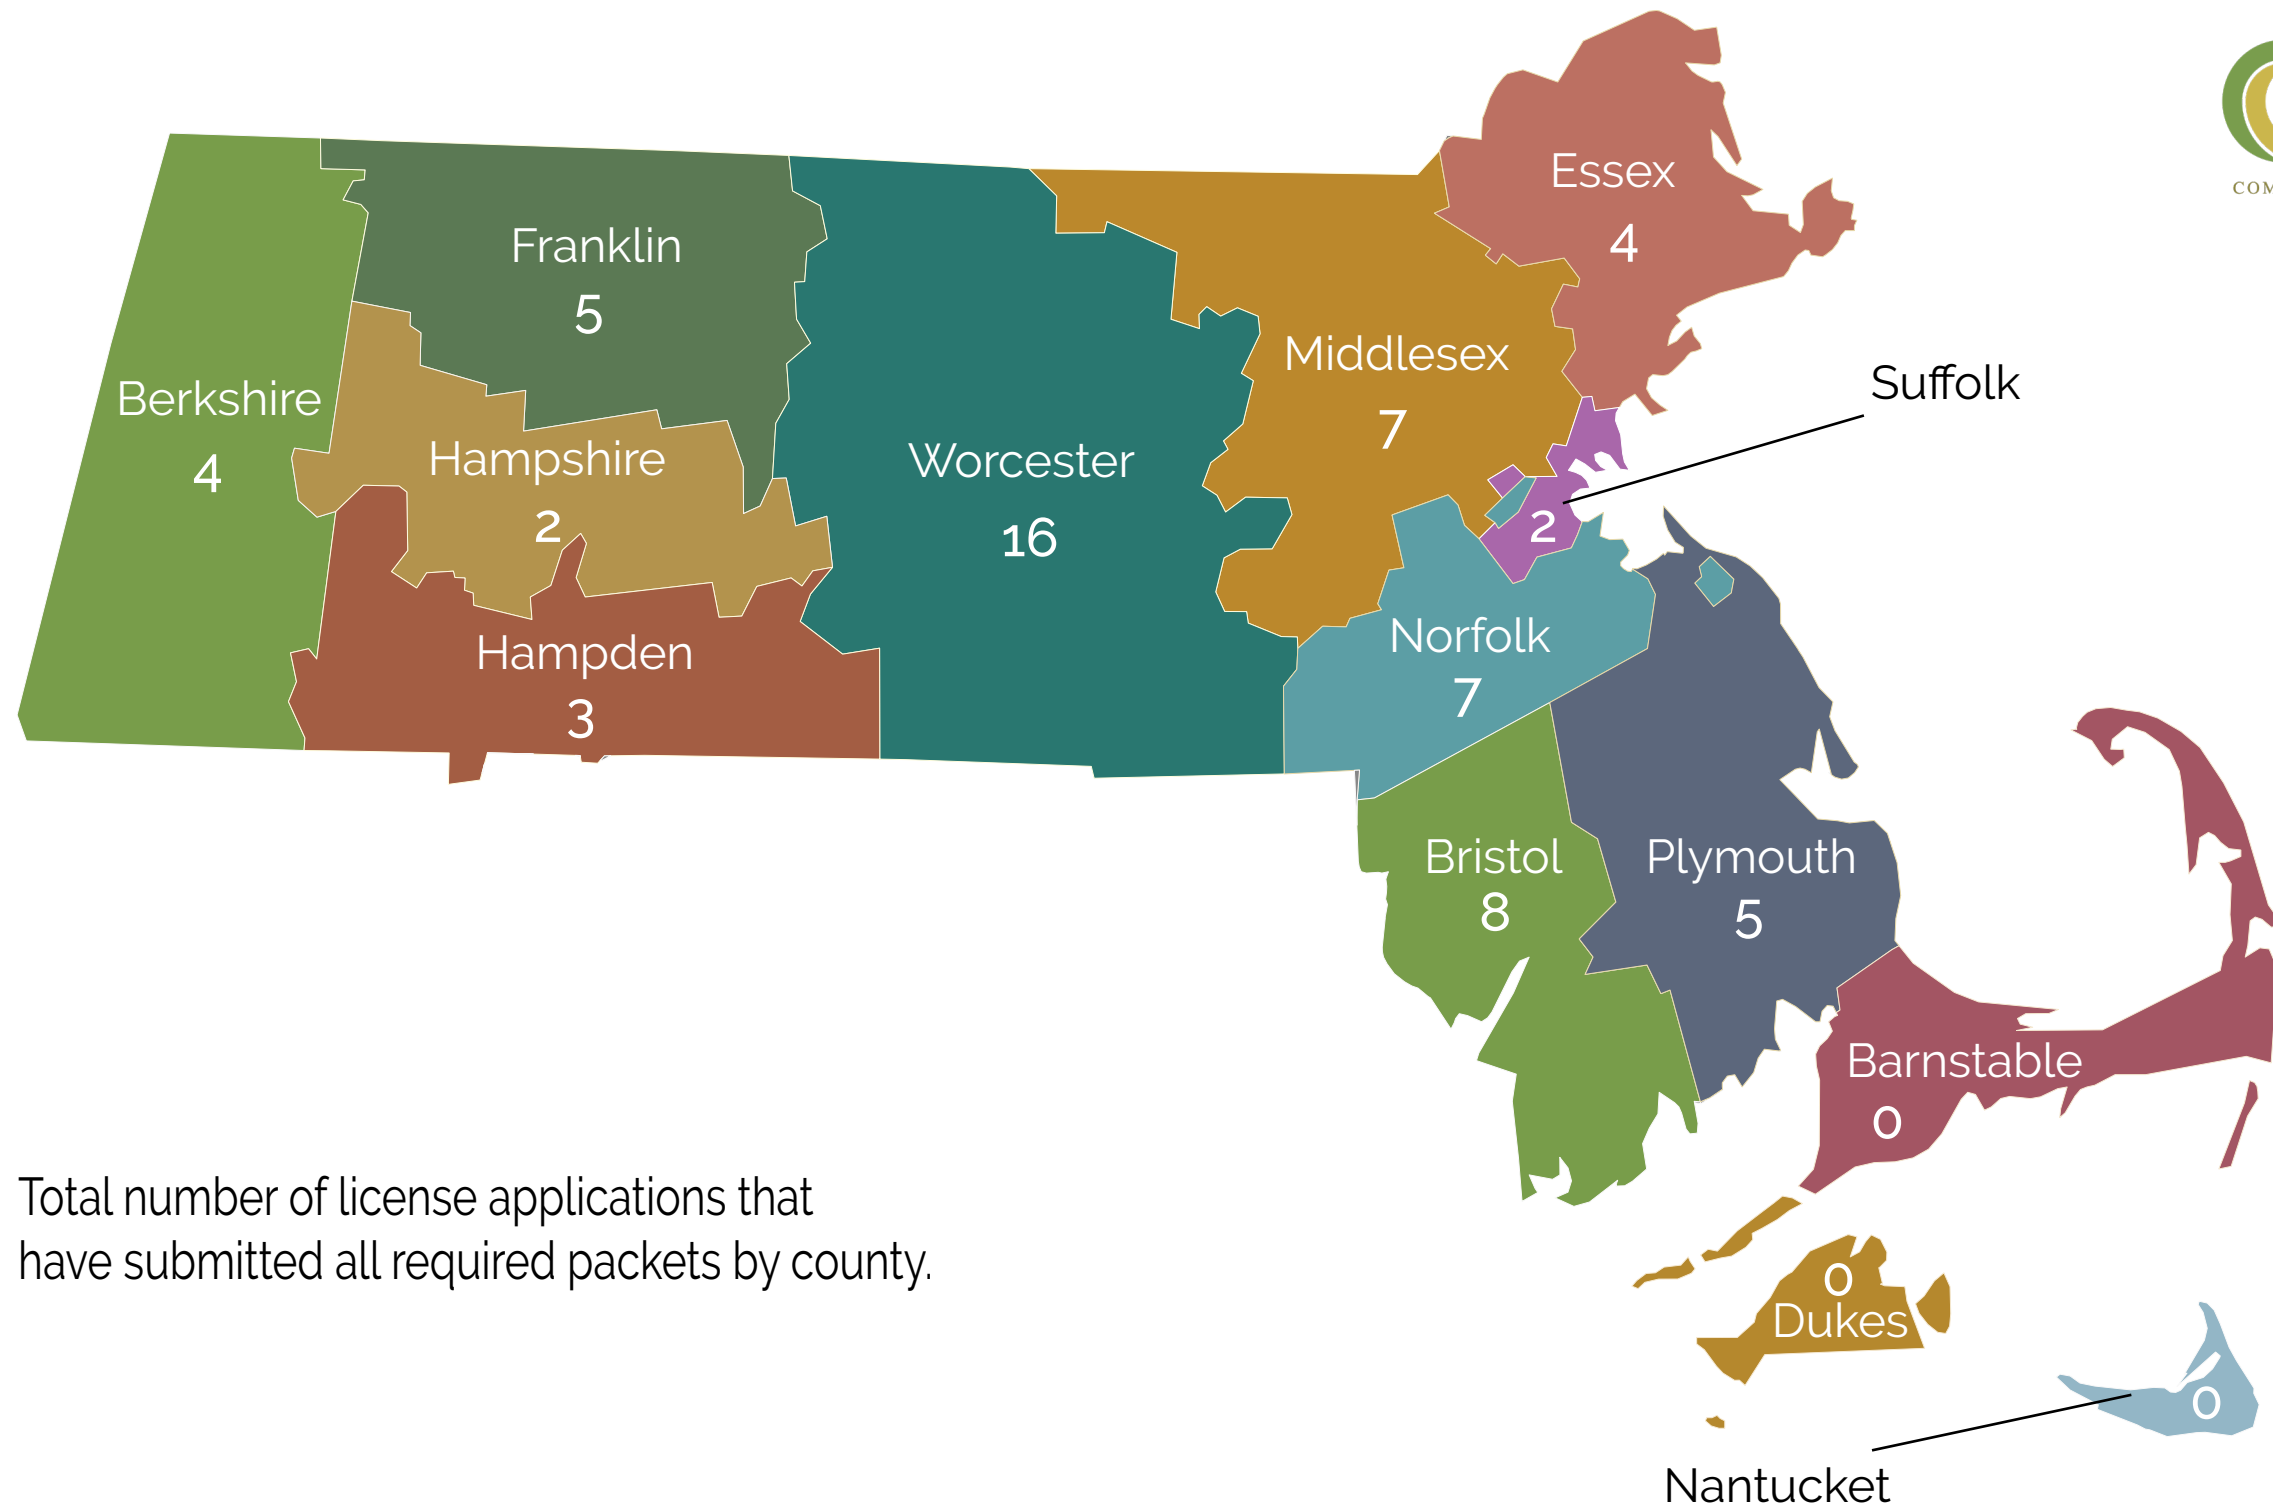 Essex
4
COM
Franklin
5
Middlesex
7
Suffolk
2
Berkshire
4
Hampshire
2
Worcester
16
Norfolk
7
Hampden
3
Bristol
8
Plymouth
5
Barnstable
0
Total number of license applications that
have submitted all required packets by county.
0
Dukes
0
Nantucket